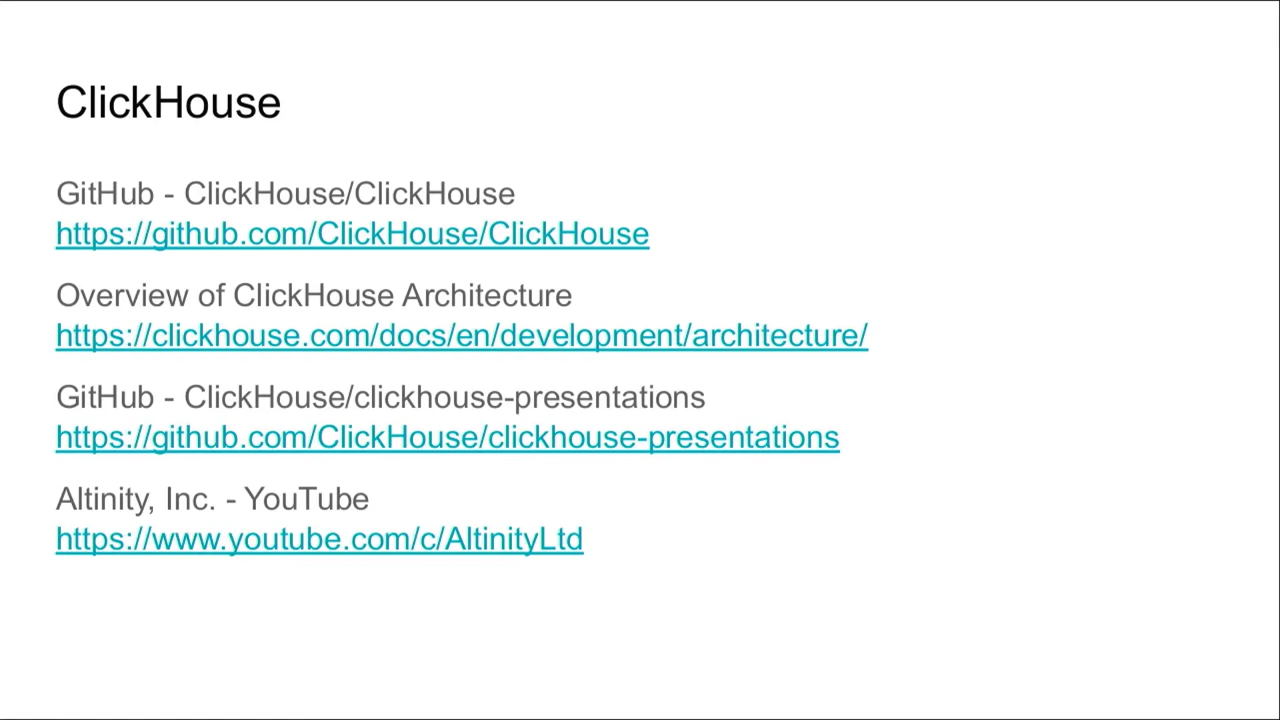 ClickHouse
GitHub - ClickHouse/ClickHouse
https://github.com/ClickHouse/ClickHouse
Overview of ClickHouse Architecture
https://clickhouse.com/docs/en/development/architecture/
GitHub - ClickHouse/clickhouse-presentations
https://github.com/ClickHouse/clickhouse-presentations
Altinity, Inc. - YouTube
https://www.youtube.com/c/AltinityLtd